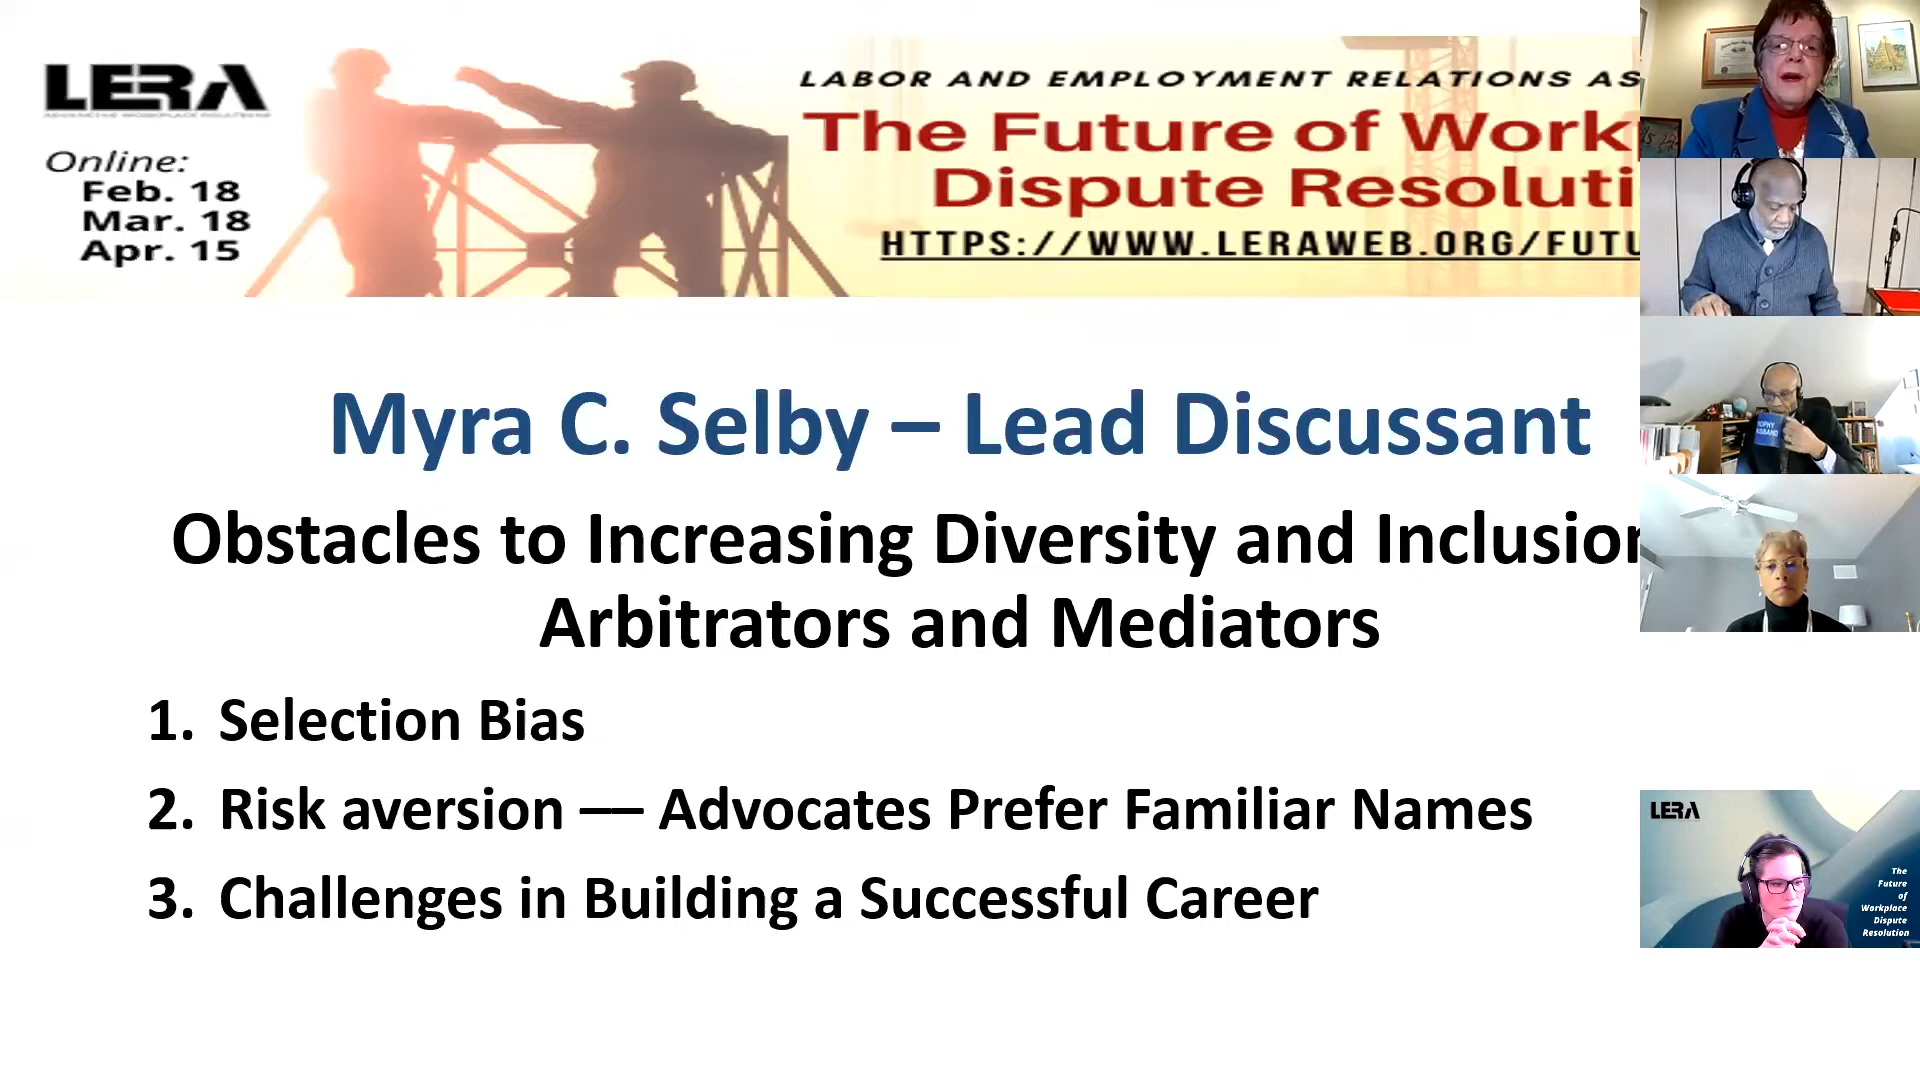 LERA
Online:
Feb. 18
Mar. 18
Apr. 15
LABOR AND EMPLOYMENT RELATIONS AS
The Future of Work
Dispute Resoluti
HTTPS://WWW.LERAWEB.ORG/FUTU
Myra C. Selby – Lead Discussant
Obstacles to Increasing Diversity and Inclusion
Arbitrators and Mediators
1. Selection Bias
2. Risk aversion –– Advocates Prefer Familiar Names
3. Challenges in Building a Successful Career
LERA
The
Future
of
Workplace
Dispute
Resolution